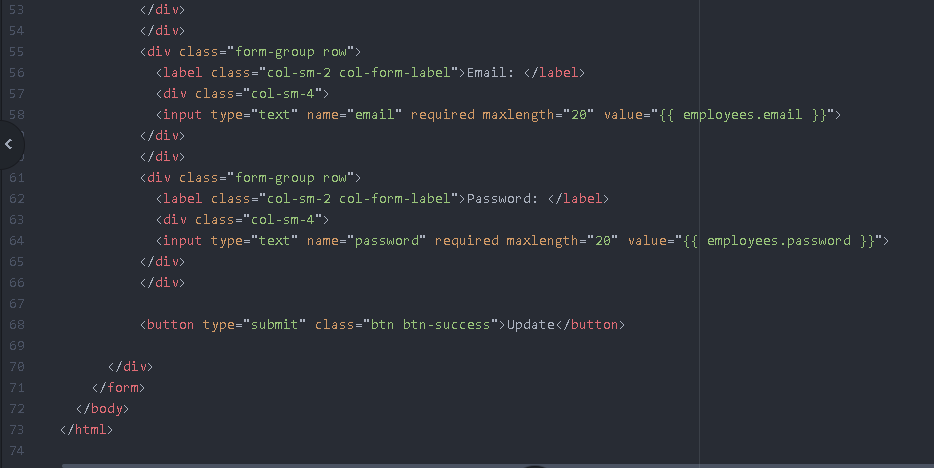 53 </div>
54 </div>
55 <div class="form-group row">
56 <label class="col-sm-2 col-form-label">Email: </label>
57 <div class="col-sm-4">
58 <input type="text" name="email" required maxlength="20" value="{{ employees.email }}">
</div>
</div>
61 <div class="form-group row">
62 <label class="col-sm-2 col-form-label">Password: </label>
63 <div class="col-sm-4">
64 <input type="text" name="password" required maxlength="20" value="{{ employees.password }}">
65 </div>
66 </div>
67
68 <button type="submit" class="btn btn-success">Update</button>
69
70 </div>
71 </form>
72 </body>
73 </html>
74